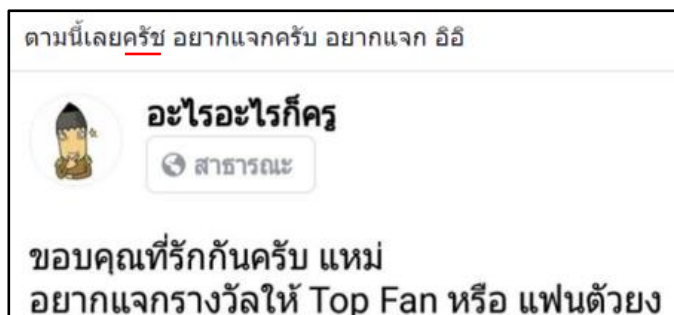 ตามนี้เลยครัช อยากแจกครับ อยากแจก อิอิ
อะไรอะไรก็ครู
สาธารณะ
ขอบคุณที่รักกันครับ แหม่
อยากแจกรางวัลให้ Top Fan หรือ แฟนตัวยง